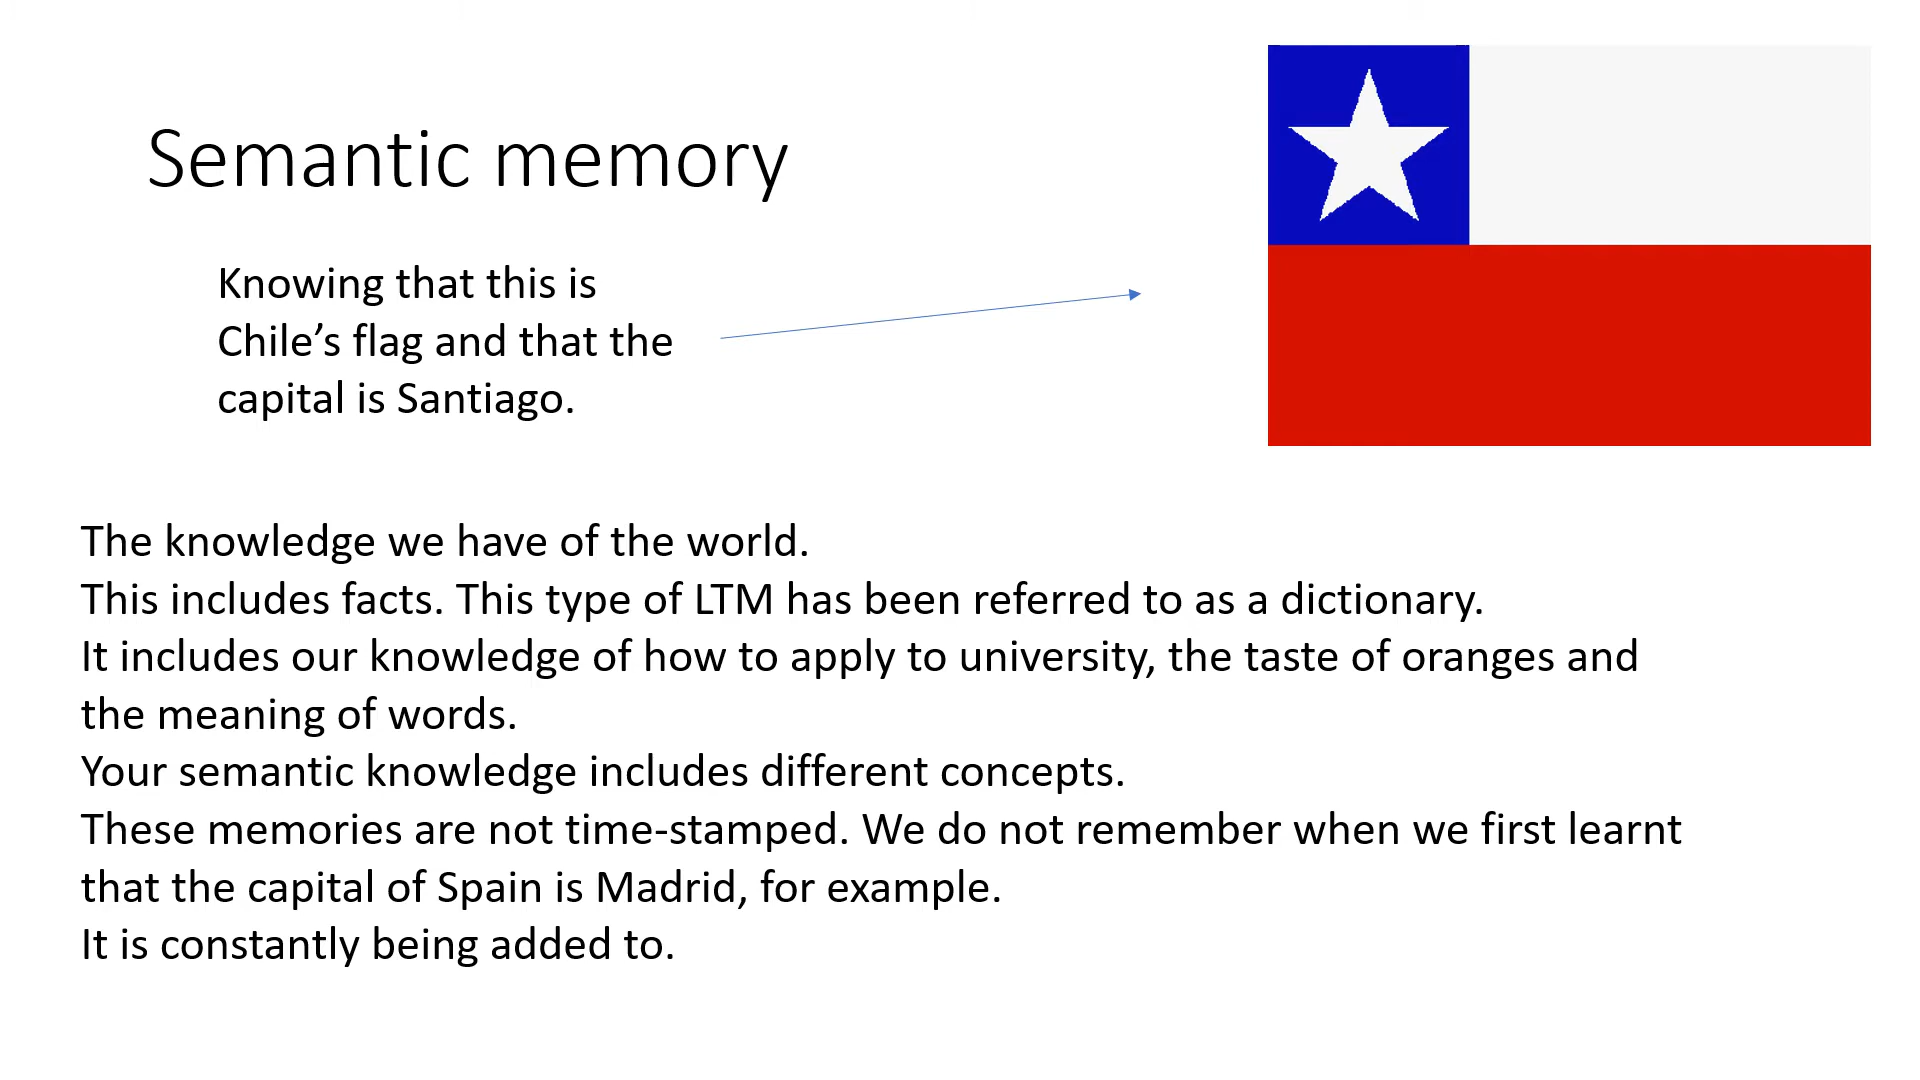 Semantic memory
Knowing that this is
Chile’s flag and that the
capital is Santiago.
The knowledge we have of the world.
This includes facts. This type of LTM has been referred to as a dictionary.
It includes our knowledge of how to apply to university, the taste of oranges and
the meaning of words.
Your semantic knowledge includes different concepts.
These memories are not time-stamped. We do not remember when we first learnt
that the capital of Spain is Madrid, for example.
It is constantly being added to.